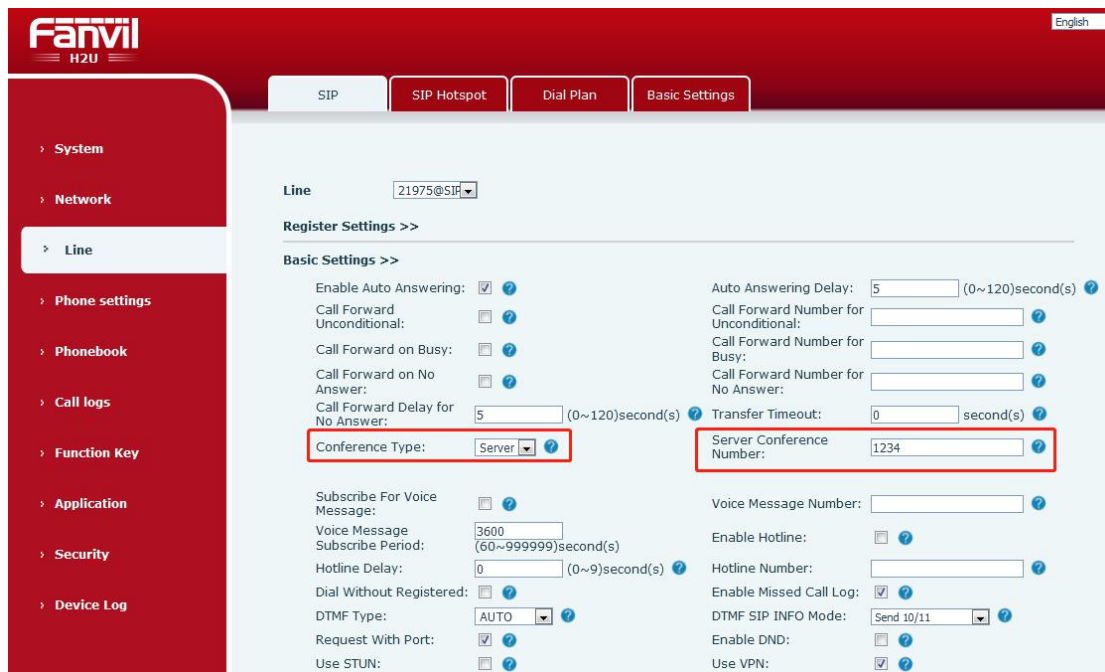 Fanvil
H2U
English
SIP
SIP Hotspot
Dial Plan
Basic Settings
› System
› Network
› Line
› Phone settings
› Phonebook
› Call logs
› Function Key
› Application
› Security
› Device Log
Line 21975@SIP
Register Settings >>
Basic Settings >>
Enable Auto Answering: ? Auto Answering Delay: 5 (0~120)second(s) ?
Call Forward
Unconditional: ? Call Forward Number for
Unconditional: ?
Call Forward on Busy: ? Call Forward Number for
Busy: ?
Call Forward on No
Answer: ? Call Forward Number for
No Answer: ?
Call Forward Delay for
No Answer: 5 (0~120)second(s) ? Transfer Timeout: 0 second(s) ?
Conference Type: Server ? Server Conference
Number: 1234 ?
Subscribe For Voice
Message: ? Voice Message Number: ?
Voice Message
Subscribe Period: 3600
(60~999999)second(s) Enable Hotline: ?
Hotline Delay: 0 (0~9)second(s) ? Hotline Number: ?
Dial Without Registered: ? Enable Missed Call Log: ?
DTMF Type: AUTO ? DTMF SIP INFO Mode: Send 10/11 ?
Request With Port: ? Enable DND: ?
Use STUN: ? Use VPN: ?